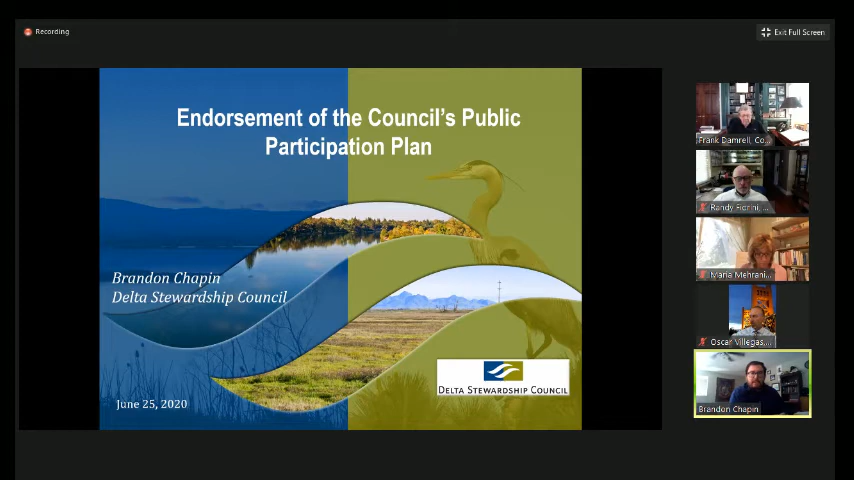 Recording
Exit Full Screen
Endorsement of the Council's Public
Participation Plan
Brandon Chapin
Delta Stewardship Council
June 25, 2020
DELTA STEWARDSHIP COUNCIL
Frank Damrell, Co...
Randy Fiorini, ...
Maria Mehrani...
Oscar Villegas,...
Brandon Chapin